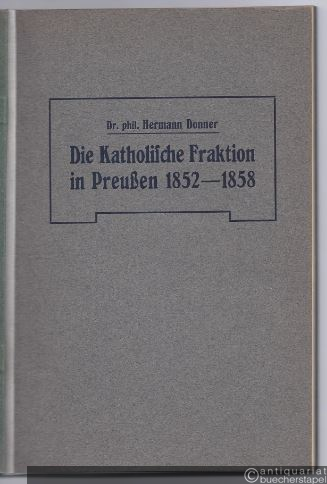 Dr. phil. Hermann Donner
Die Katholiſche Fraktion
in Preußen 1852—1858
©antiquariat
buecherstapel